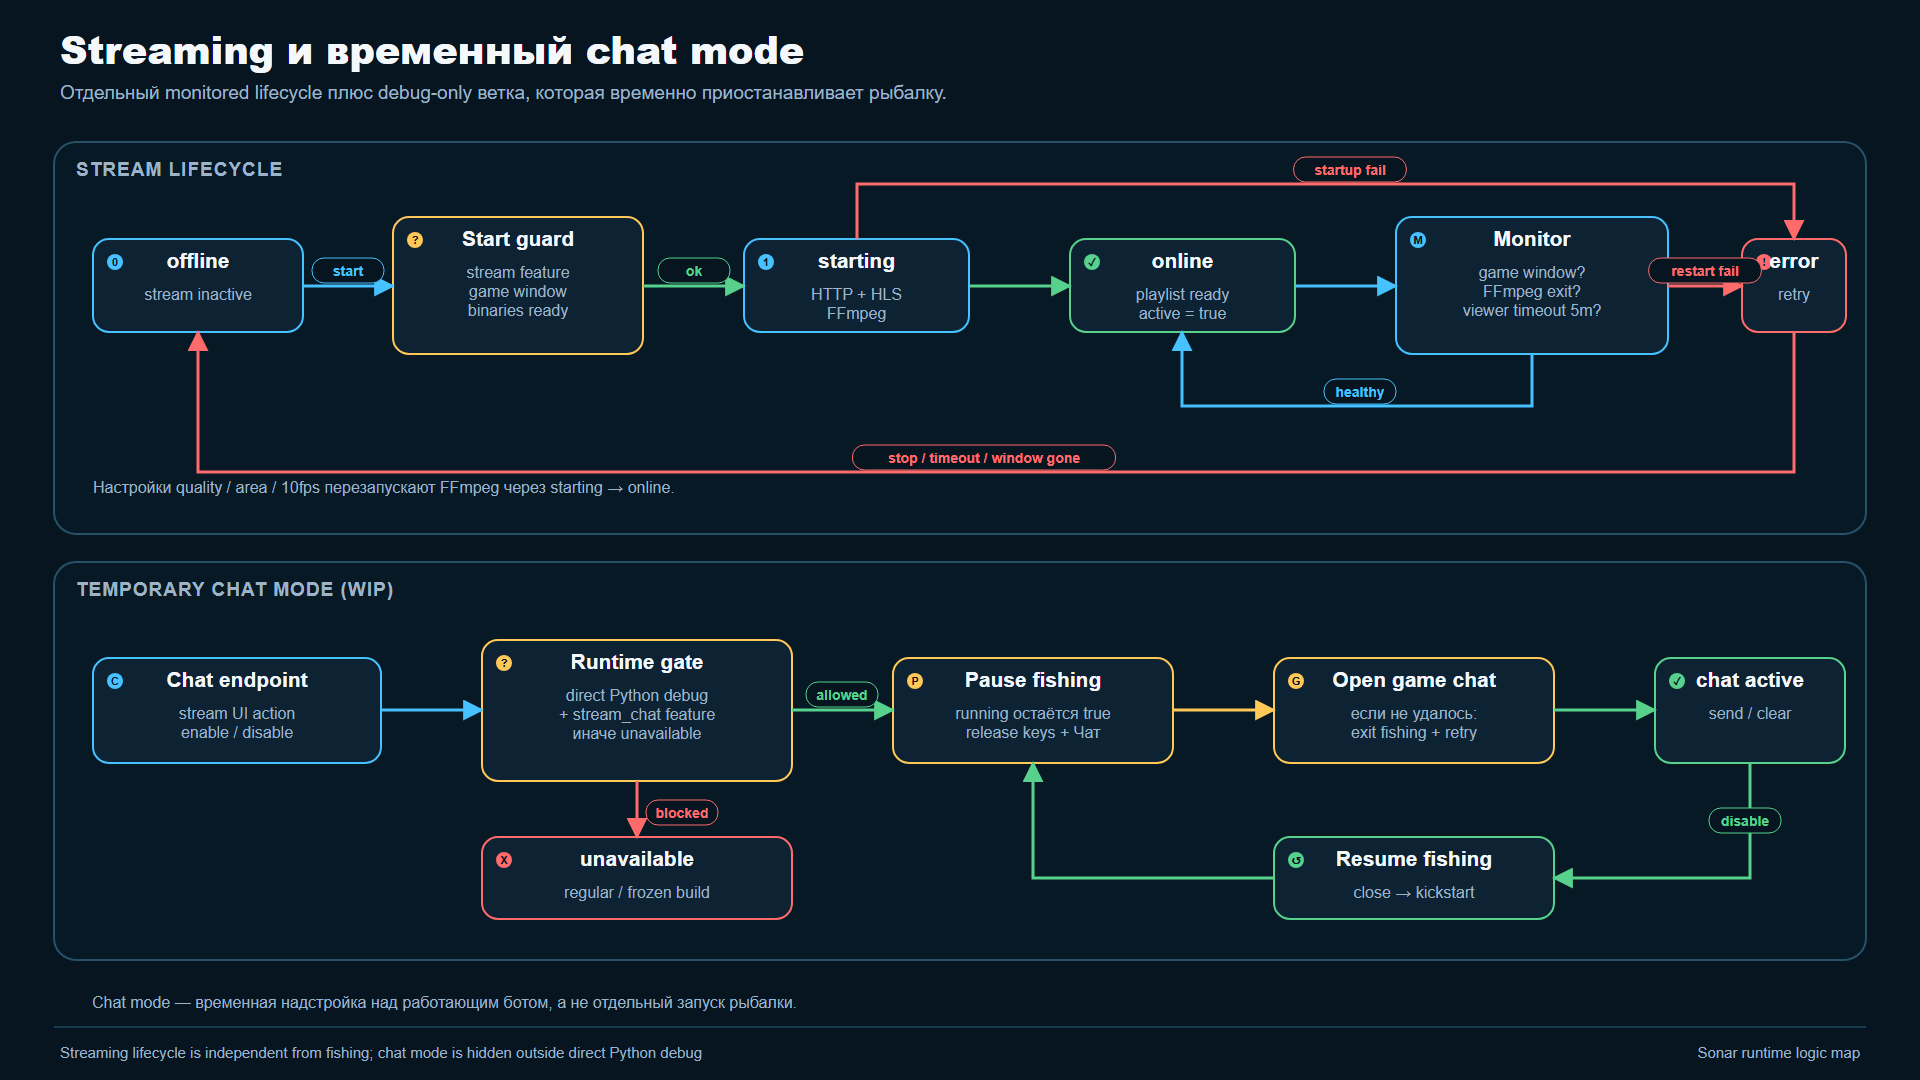 Streaming и временный chat mode
Отдельный monitored lifecycle плюс debug-only ветка, которая временно приостанавливает рыбалку.
STREAM LIFECYCLE
startup fail
0
offline
stream inactive
start
?
Start guard
stream feature
game window
binaries ready
ok
1
starting
HTTP + HLS
FFmpeg
✓
online
playlist ready
active = true
M
Monitor
game window?
FFmpeg exit?
viewer timeout 5m?
restart fail
!
error
retry
healthy
stop / timeout / window gone
Настройки quality / area / 10fps перезапускают FFmpeg через starting → online.
TEMPORARY CHAT MODE (WIP)
C
Chat endpoint
stream UI action
enable / disable
?
Runtime gate
direct Python debug
+ stream_chat feature
иначе unavailable
allowed
P
Pause fishing
running остаётся true
release keys + Чат
G
Open game chat
если не удалось:
exit fishing + retry
✓
chat active
send / clear
blocked
disable
X
unavailable
regular / frozen build
↺
Resume fishing
close → kickstart
Chat mode — временная надстройка над работающим ботом, а не отдельный запуск рыбалки.
Streaming lifecycle is independent from fishing; chat mode is hidden outside direct Python debug
Sonar runtime logic map